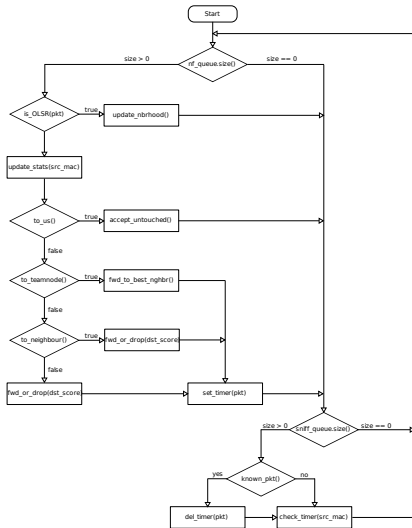 Start
size > 0
nf_queue.size()
size == 0
is_OLSR(pkt)
true
update_nbrhood()
update_stats(src_mac)
to_us()
true
accept_untouched()
false
to_teamnode()
true
fwd_to_best_nghbr()
false
to_neighbour()
true
fwd_or_drop(dst_score)
false
fwd_or_drop(dst_score)
set_timer(pkt)
size > 0
sniff_queue.size()
size == 0
yes
known_pkt()
no
del_timer(pkt)
check_timer(src_mac)